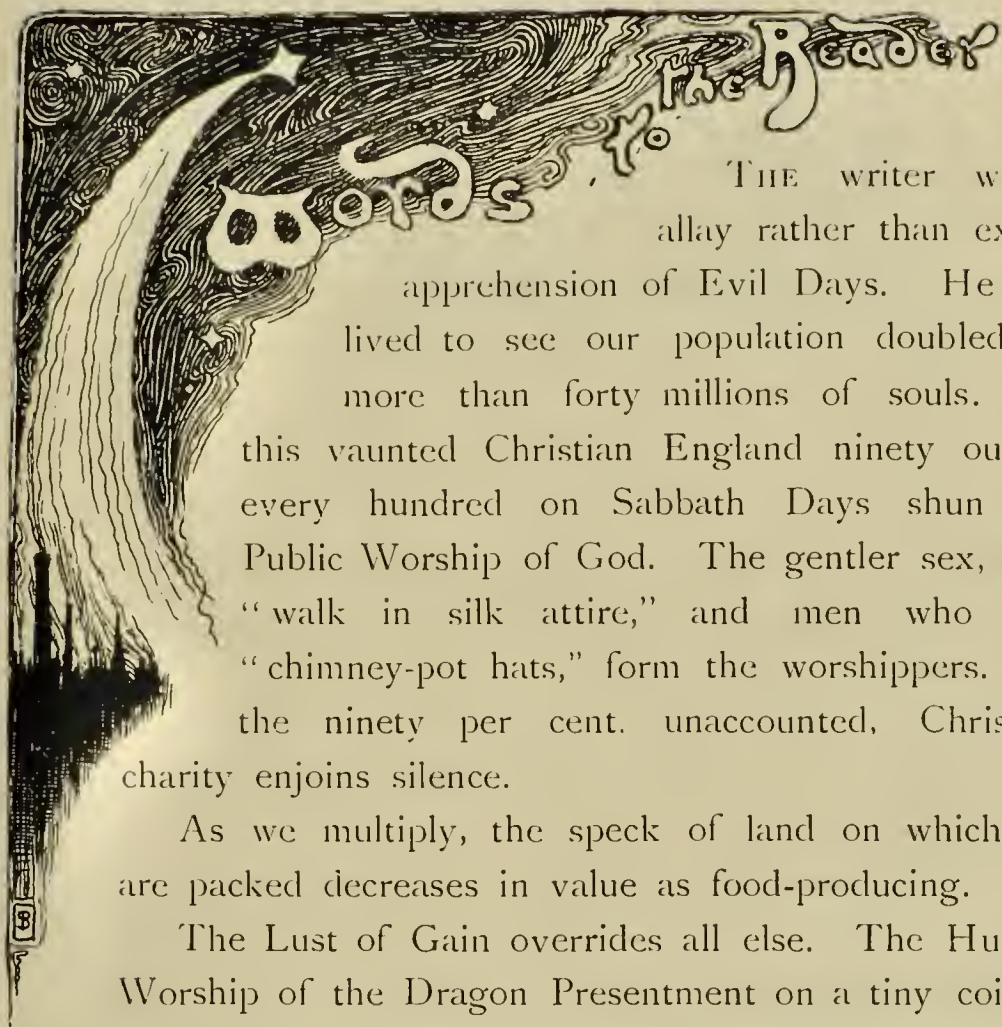 Words to The Reader
THE writer w
allay rather than ex
apprehension of Evil Days. He
lived to see our population doubled
more than forty millions of souls.
this vaunted Christian England ninety ou
every hundred on Sabbath Days shun
Public Worship of God. The gentler sex,
“walk in silk attire,” and men who
“chimney-pot hats,” form the worshippers.
the ninety per cent. unaccounted, Chris
charity enjoins silence.
As we multiply, the speck of land on which
are packed decreases in value as food-producing.
The Lust of Gain overrides all else. The Hu
Worship of the Dragon Presentment on a tiny coi